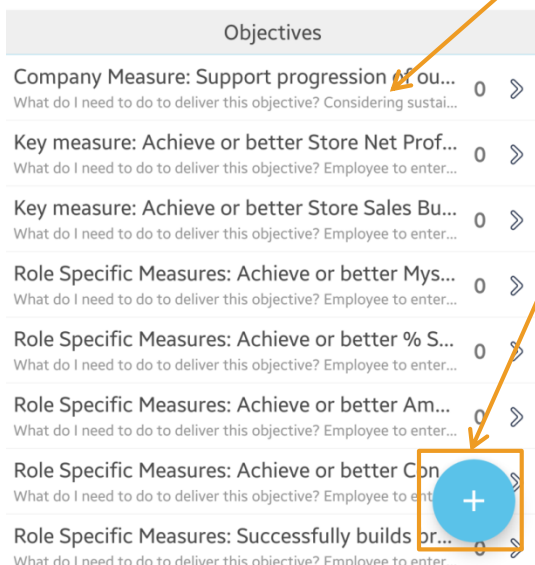 Objectives
Company Measure: Support progression of ou...
0
What do I need to do to deliver this objective? Considering sustai...
Key measure: Achieve or better Store Net Prof...
0
What do I need to do to deliver this objective? Employee to enter...
Key measure: Achieve or better Store Sales Bu...
0
What do I need to do to deliver this objective? Employee to enter...
Role Specific Measures: Achieve or better Mys...
0
What do I need to do to deliver this objective? Employee to enter...
Role Specific Measures: Achieve or better % S...
0
What do I need to do to deliver this objective? Employee to enter...
Role Specific Measures: Achieve or better Am...
0
What do I need to do to deliver this objective? Employee to enter...
Role Specific Measures: Achieve or better Con
What do I need to do to deliver this objective? Employee to ent
+
Role Specific Measures: Successfully builds pr...
0
What do I need to do to deliver this objective? Employee to enter...